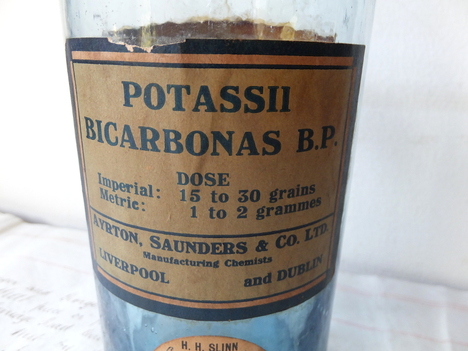 POTASSII
BICARBONAS B.P.
DOSE
Imperial: 15 to 30 grains
Metric: 1 to 2 grammes
AYRTON, SAUNDERS & CO. LTD.
Manufacturing Chemists
LIVERPOOL and DUBLIN
H. H. SLINN